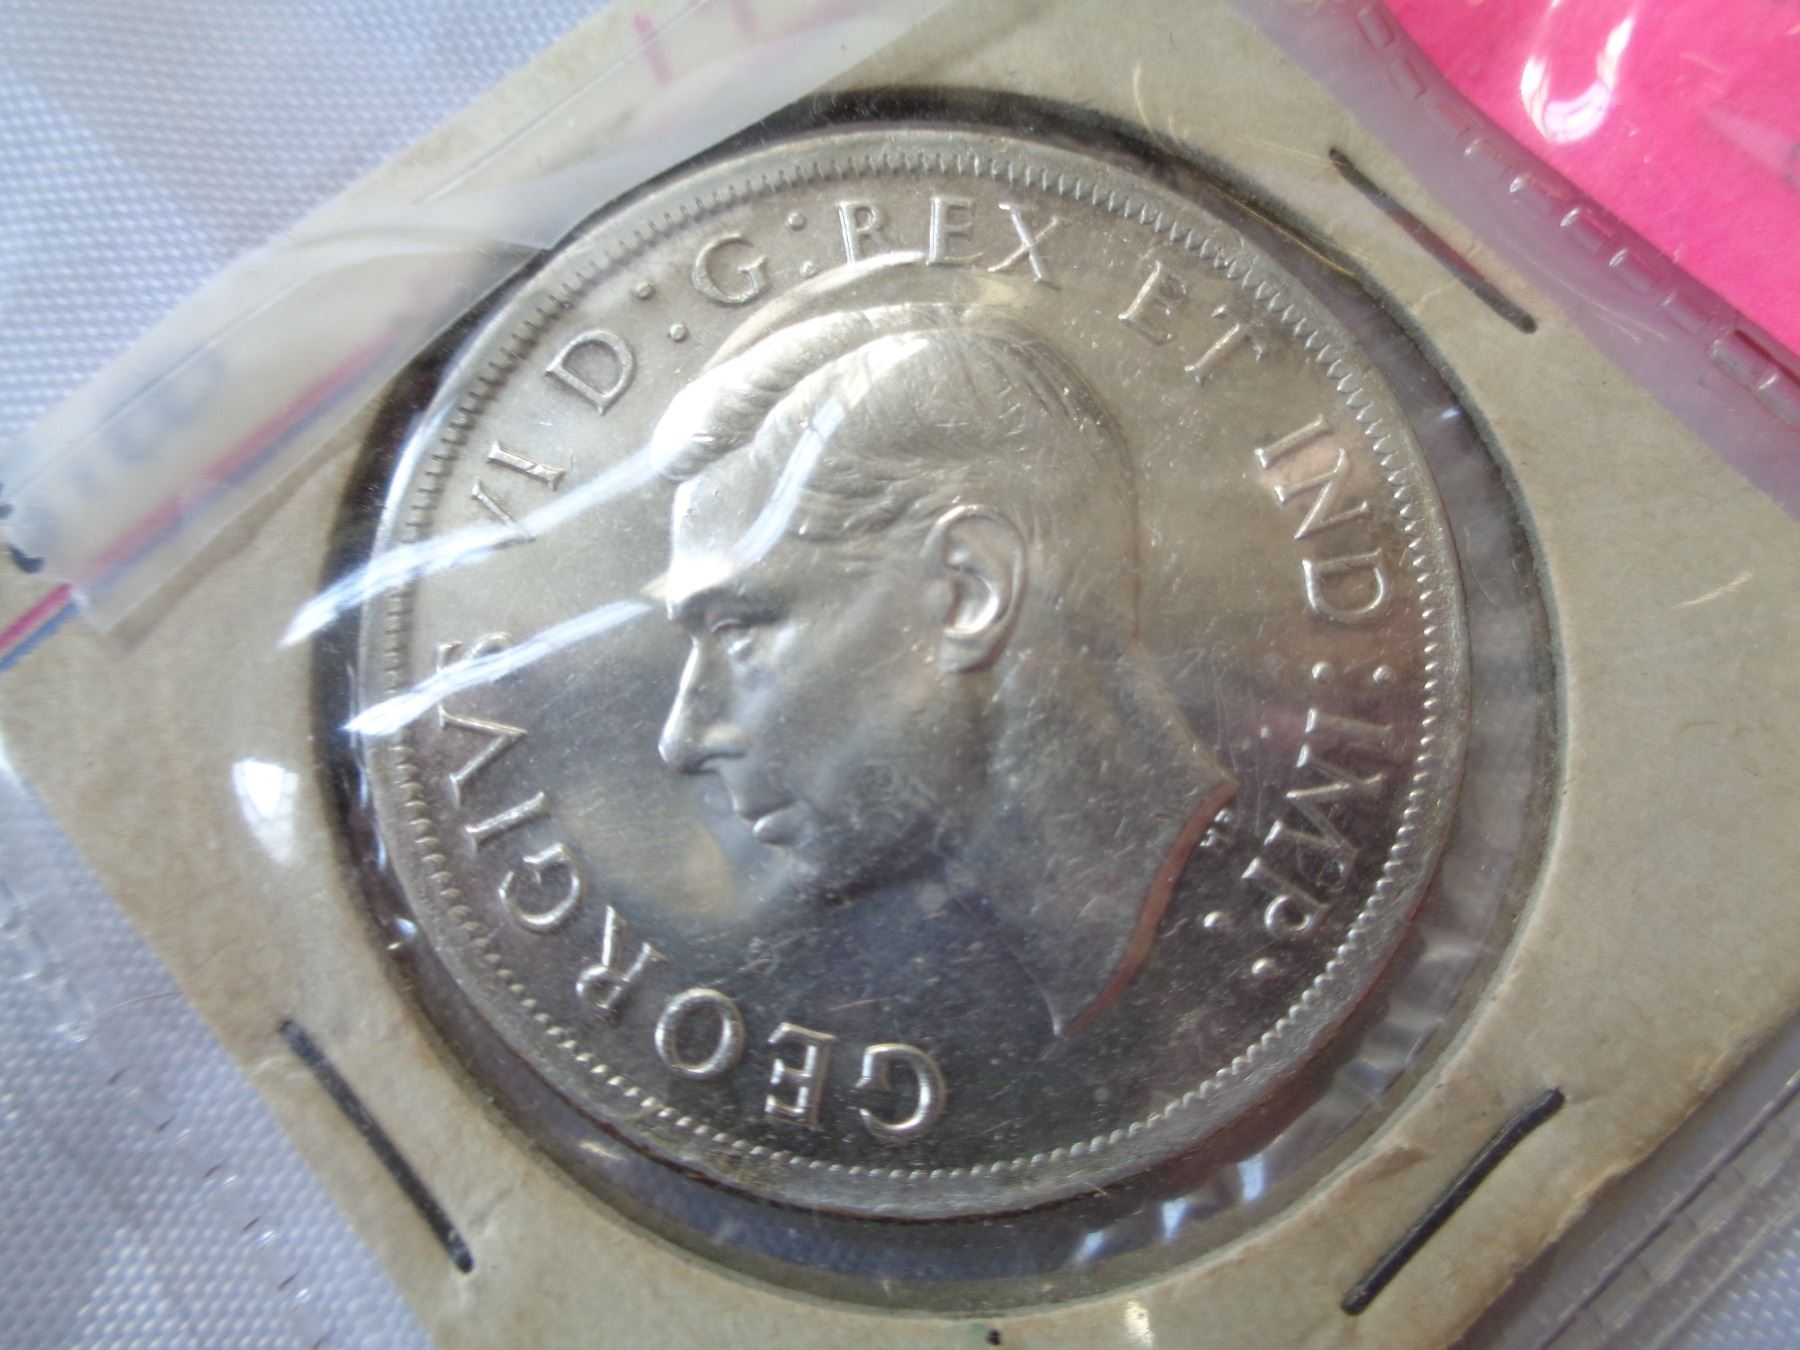 GEORGIVS VI D:G:REX ET IND:IMP: